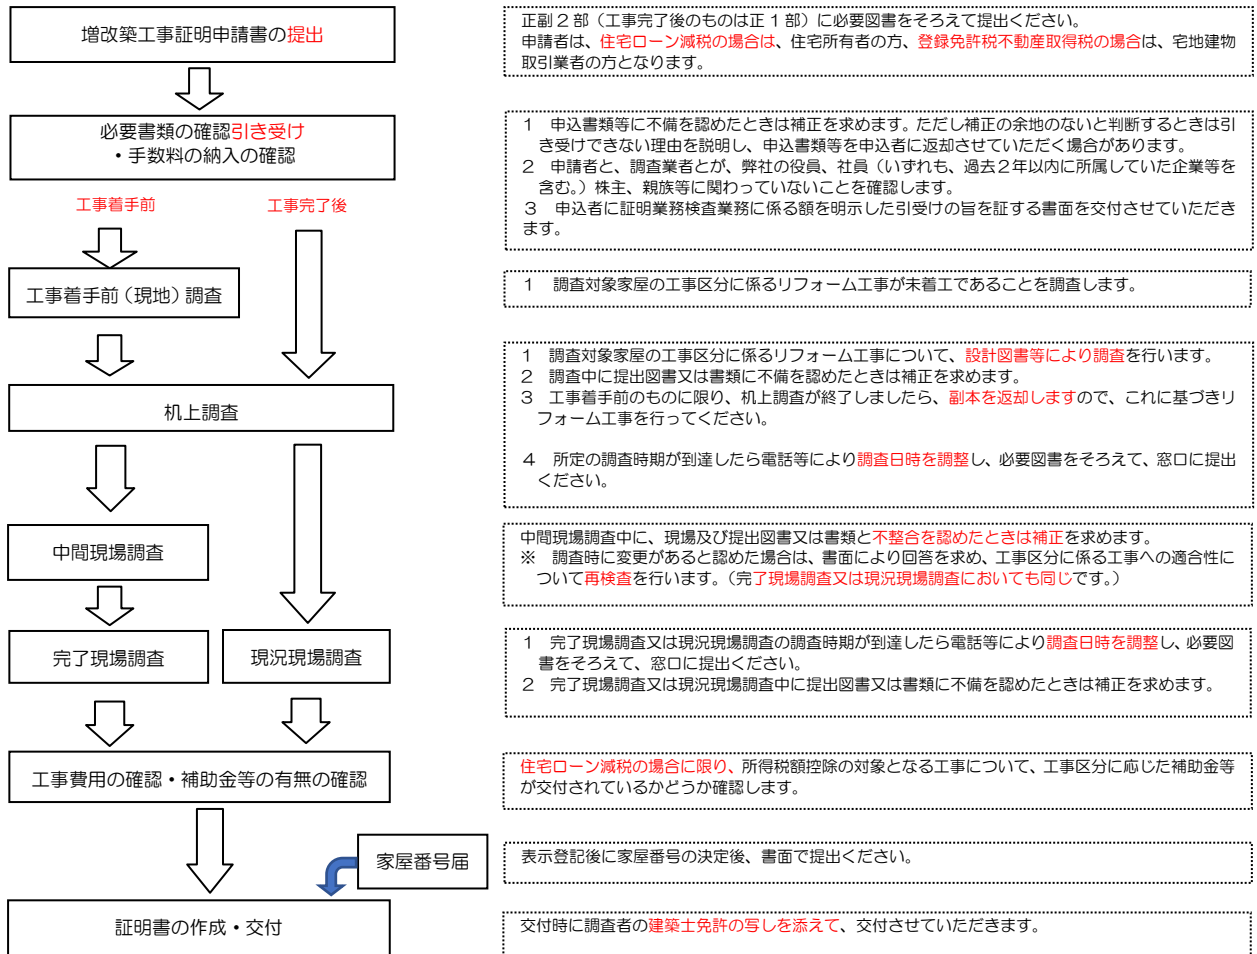 増改築工事証明申請書の提出
正副２部（工事完了後のものは正１部）に必要図書をそろえて提出ください。
申請者は、住宅ローン減税の場合は、住宅所有者の方、登録免許税不動産取得税の場合は、宅地建物
取引業者の方となります。
必要書類の確認引き受け
・手数料の納入の確認
１　申込書類等に不備を認めたときは補正を求めます。ただし補正の余地のないと判断するときは引
き受けできない理由を説明し、申込書類等を申込者に返却させていただく場合があります。
２　申請者と、調査業者とが、弊社の役員、社員（いずれも、過去２年以内に所属していた企業等を
含む。）株主、親族等に関わっていないことを確認します。
３　申込者に証明業務検査業務に係る額を明示した引受けの旨を証する書面を交付させていただき
ます。
工事着手前
工事完了後
工事着手前（現地）調査
１　調査対象家屋の工事区分に係るリフォーム工事が未着工であることを調査します。
机上調査
１　調査対象家屋の工事区分に係るリフォーム工事について、設計図書等により調査を行います。
２　調査中に提出図書又は書類に不備を認めたときは補正を求めます。
３　工事着手前のものに限り、机上調査が終了しましたら、副本を返却しますので、これに基づきリ
フォーム工事を行ってください。
４　所定の調査時期が到達したら電話等により調査日時を調整し、必要図書をそろえて、窓口に提出
ください。
中間現場調査
中間現場調査中に、現場及び提出図書又は書類と不整合を認めたときは補正を求めます。
※　調査時に変更があると認めた場合は、書面により回答を求め、工事区分に係る工事への適合性に
ついて再検査を行います。（完了現場調査又は現況現場調査においても同じです。）
完了現場調査
現況現場調査
１　完了現場調査又は現況現場調査の調査時期が到達したら電話等により調査日時を調整し、必要図
書をそろえて、窓口に提出ください。
２　完了現場調査又は現況現場調査中に提出図書又は書類に不備を認めたときは補正を求めます。
工事費用の確認・補助金等の有無の確認
住宅ローン減税の場合に限り、所得税額控除の対象となる工事について、工事区分に応じた補助金等
が交付されているかどうか確認します。
家屋番号届
表示登記後に家屋番号の決定後、書面で提出ください。
証明書の作成・交付
交付時に調査者の建築士免許の写しを添えて、交付させていただきます。